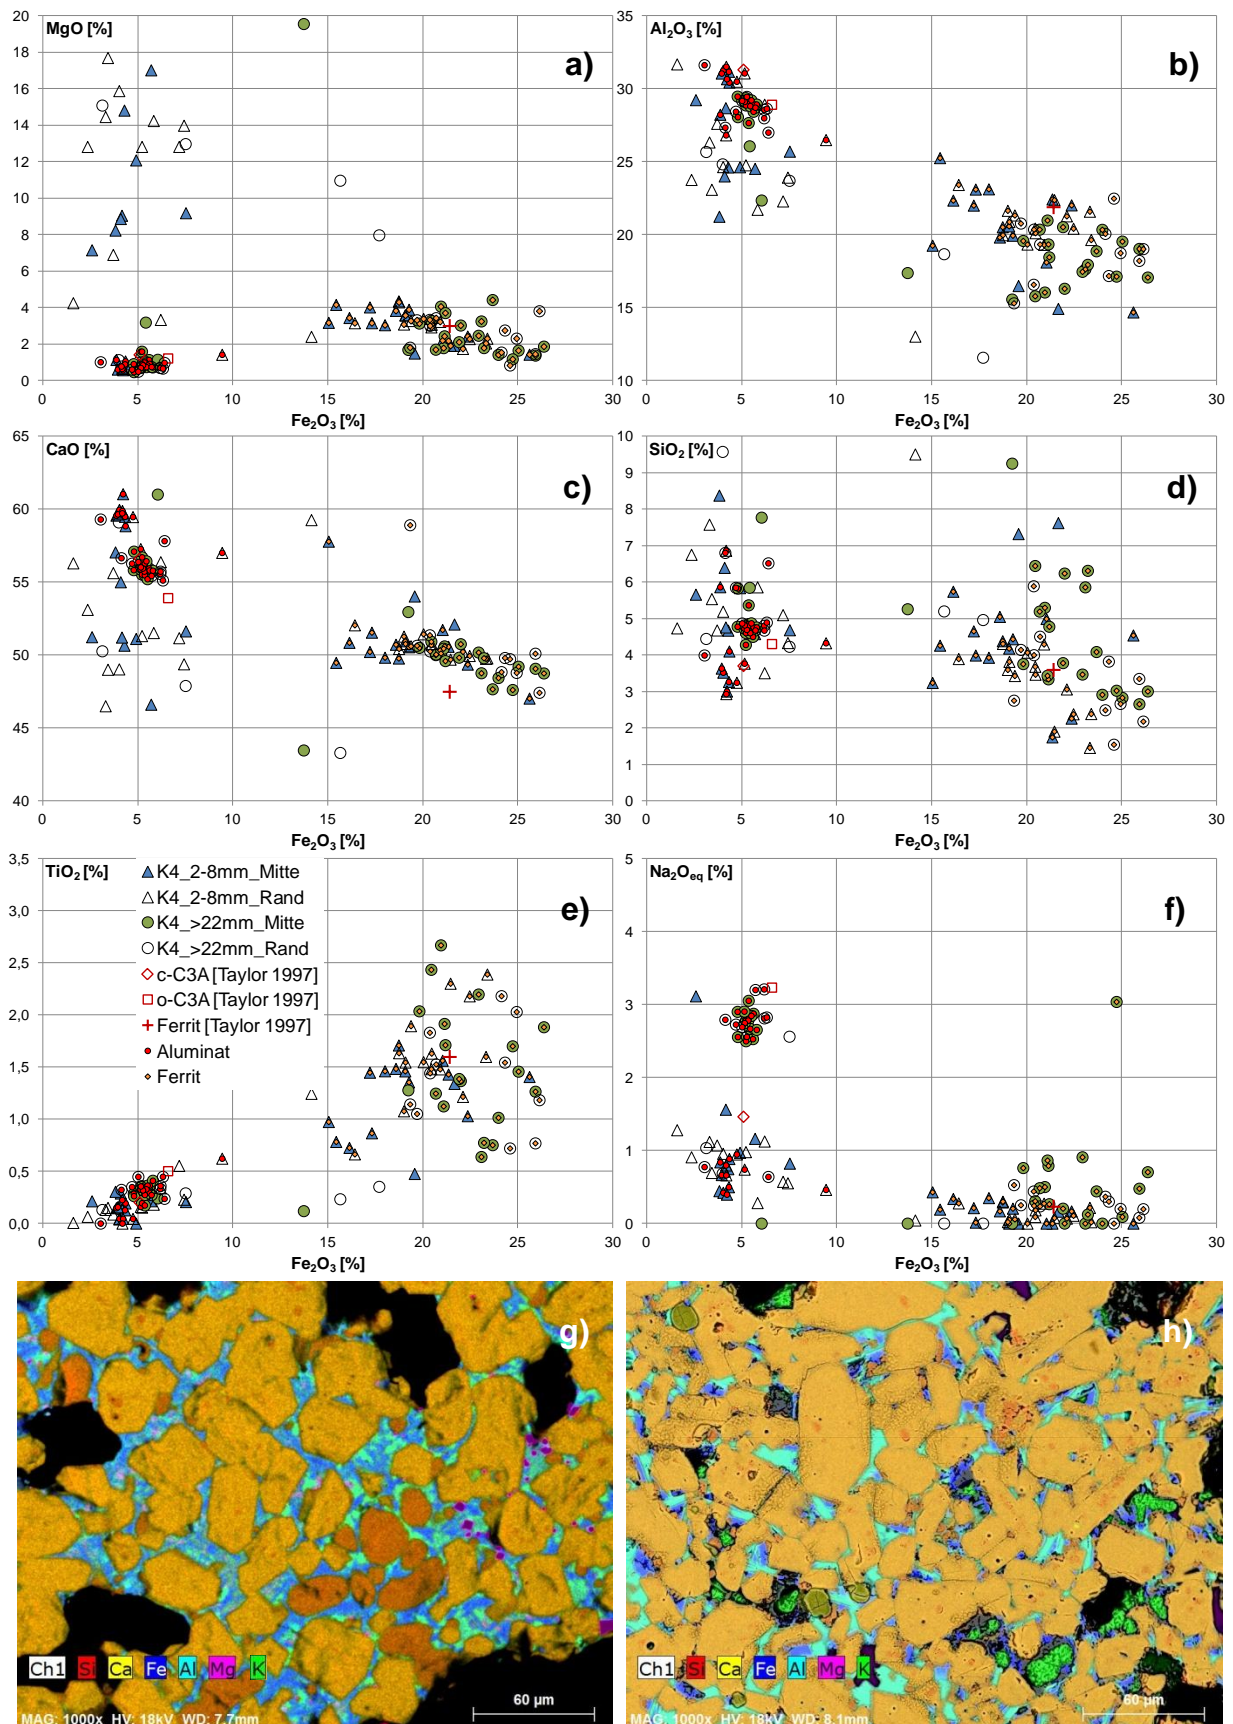 MgO [%]
a)
20
18
16
14
12
10
8
6
4
2
0
0 5 10 15 20 25 30
Fe₂O₃ [%]
Al₂O₃ [%]
b)
35
30
25
20
15
10
0 5 10 15 20 25 30
Fe₂O₃ [%]
CaO [%]
c)
65
60
55
50
45
40
0 5 10 15 20 25 30
Fe₂O₃ [%]
SiO₂ [%]
d)
10
9
8
7
6
5
4
3
2
1
0
0 5 10 15 20 25 30
Fe₂O₃ [%]
TiO₂ [%]
e)
3,5
3,0
2,5
2,0
1,5
1,0
0,5
0,0
K4_2-8mm_Mitte
K4_2-8mm_Rand
K4_>22mm_Mitte
K4_>22mm_Rand
c-C3A [Taylor 1997]
o-C3A [Taylor 1997]
Ferrit [Taylor 1997]
Aluminat
Ferrit
0 5 10 15 20 25 30
Fe₂O₃ [%]
Na₂Oeq [%]
f)
5
4
3
2
1
0
0 5 10 15 20 25 30
Fe₂O₃ [%]
g)
Ch1 Si Ca Fe Al Mg K
60 µm
MAG: 1000x HV: 18kV WD: 7.7mm
h)
Ch1 Si Ca Fe Al Mg K
60 µm
MAG: 1000x HV: 18kV WD: 8.1mm